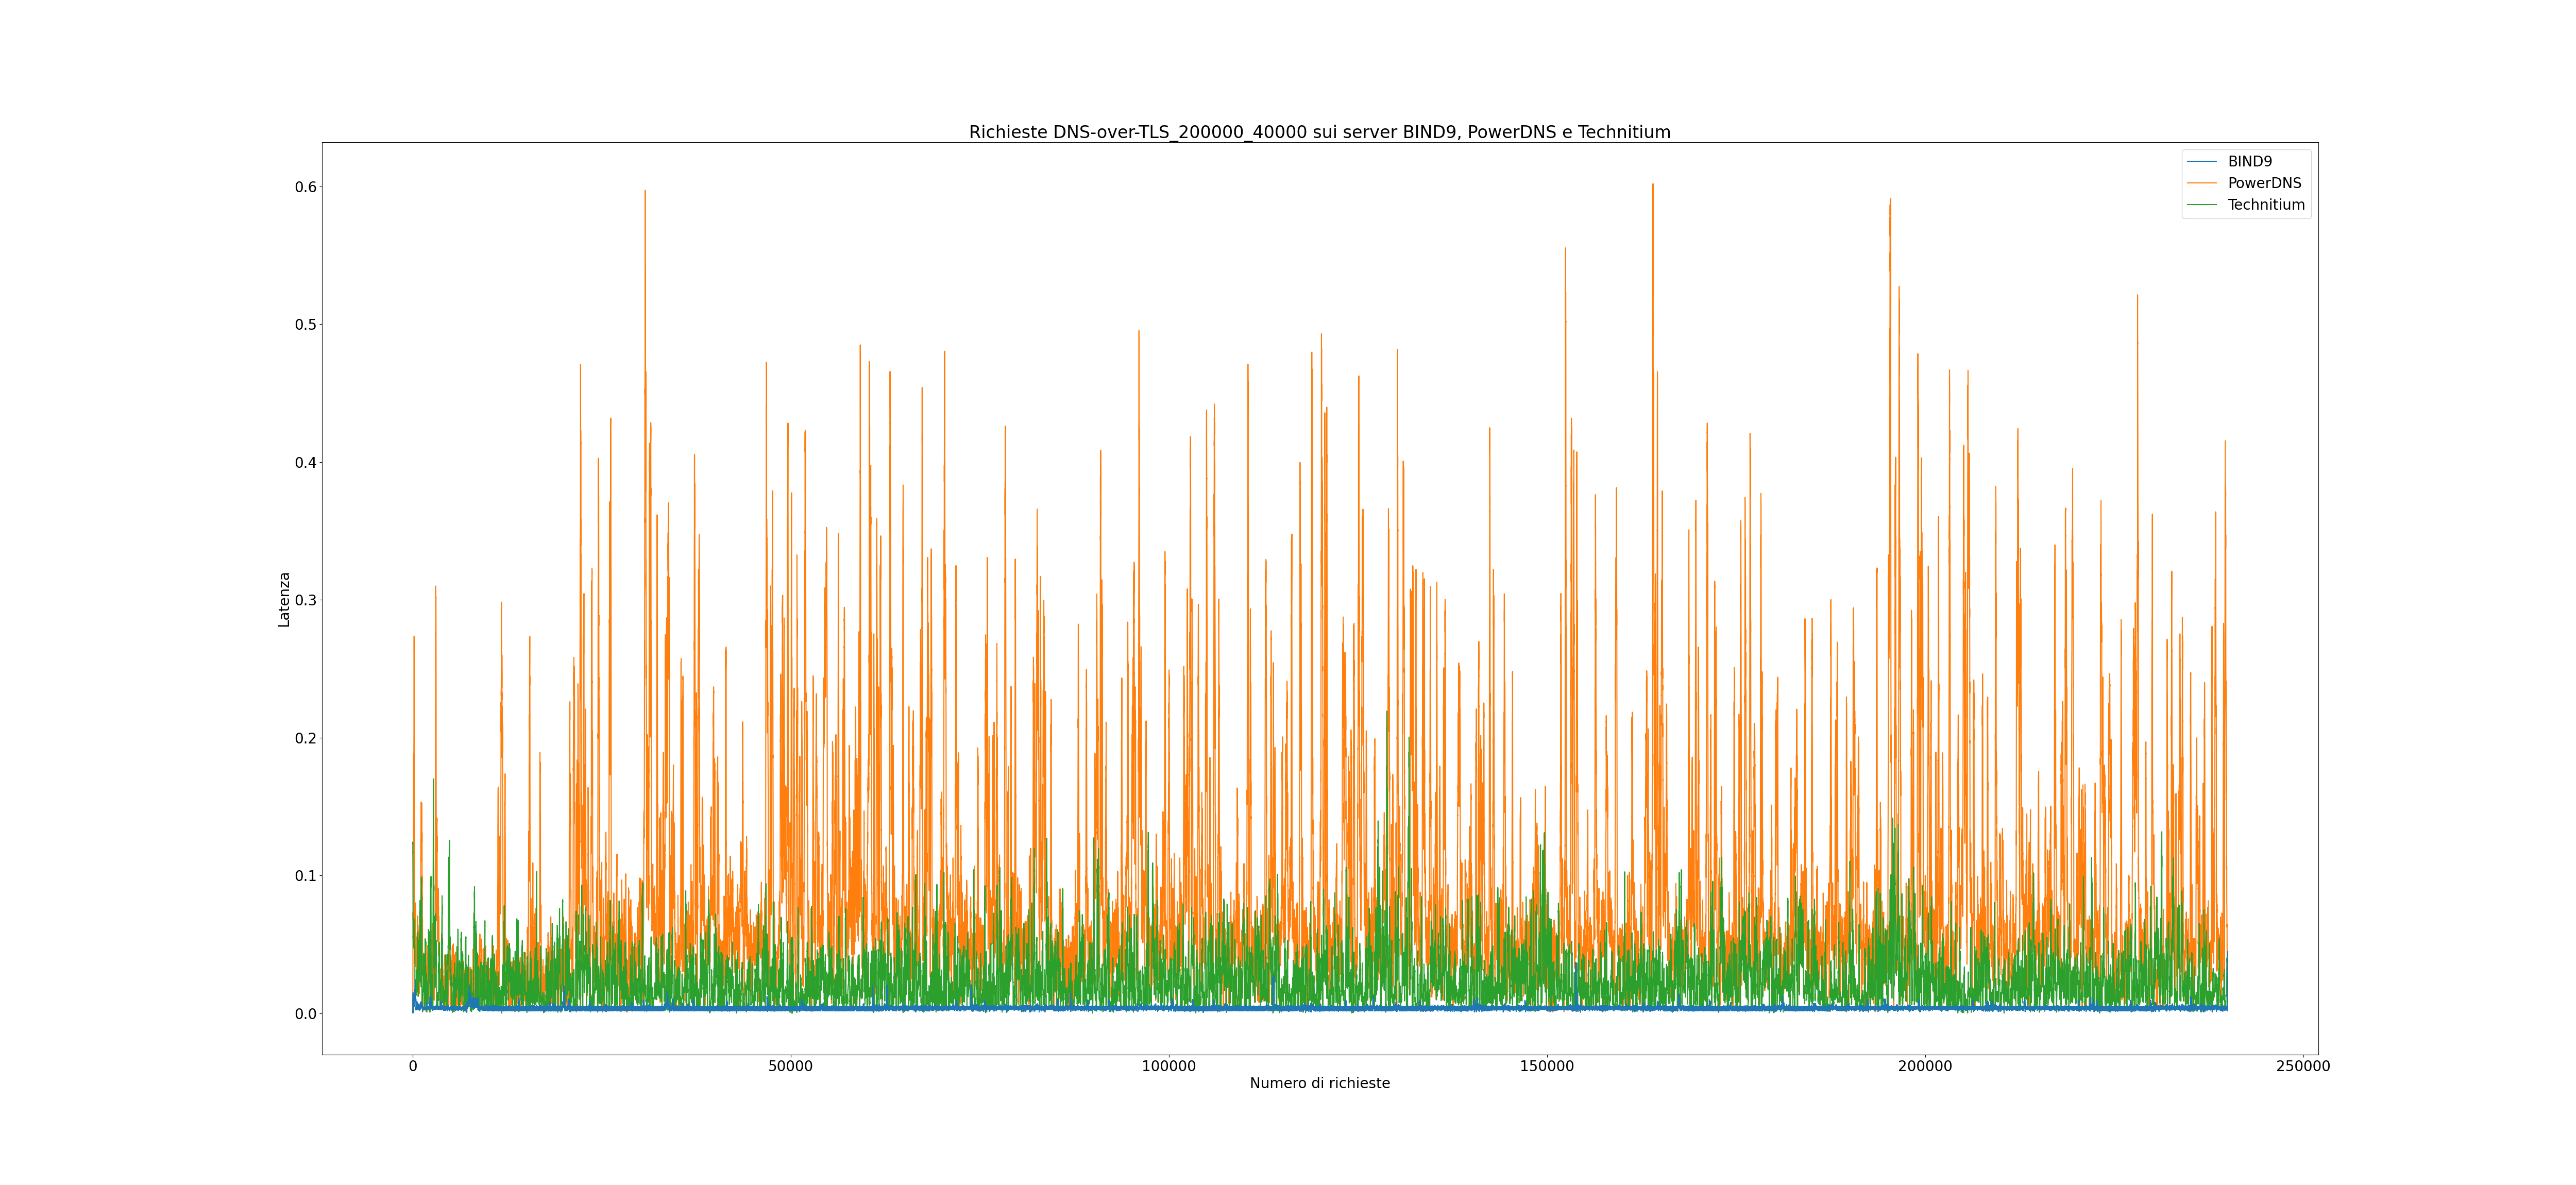 Richieste DNS-over-TLS_200000_40000 sui server BIND9, PowerDNS e Technitium
BIND9
PowerDNS
Technitium
0.6
0.5
0.4
0.3
0.2
0.1
0.0
Latenza
0 50000 100000 150000 200000 250000
Numero di richieste